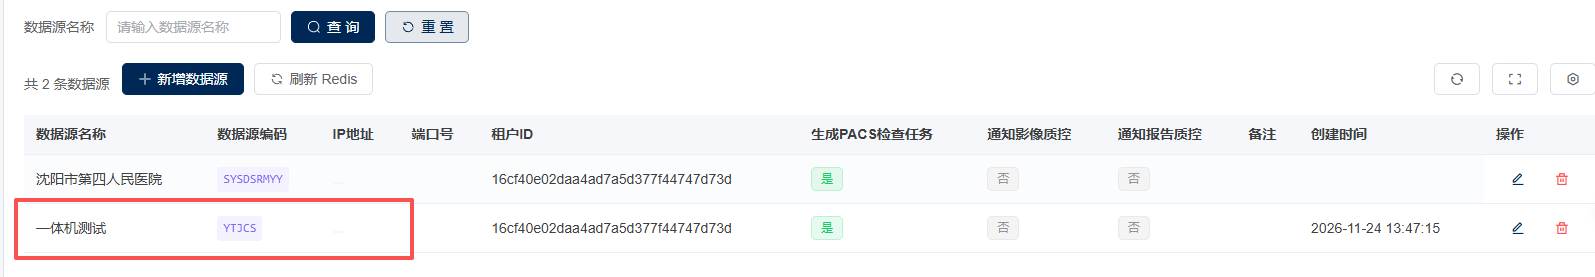 数据源名称 请输入数据源名称 查询 重置
共 2 条数据源 新增数据源 刷新 Redis
数据源名称 数据源编码 IP地址 端口号 租户ID 生成PACS检查任务 通知影像质控 通知报告质控 备注 创建时间 操作
沈阳市第四人民医院 SYSDSRMYY 16cf40e02daa4ad7a5d377f44747d73d 是 否 否
一体机测试 YTJCS 16cf40e02daa4ad7a5d377f44747d73d 是 否 否 2026-11-24 13:47:15